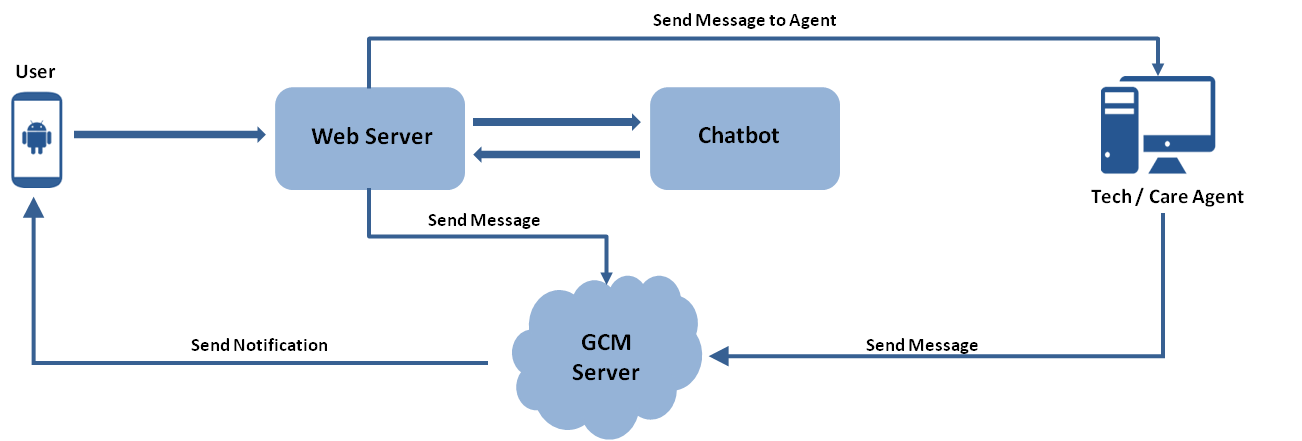 Send Message to Agent
User
Web Server
Chatbot
Tech / Care Agent
Send Message
GCM
Server
Send Notification
Send Message